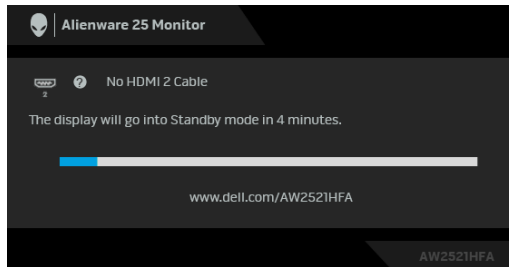 Alienware 25 Monitor
? No HDMI 2 Cable
2
The display will go into Standby mode in 4 minutes.
www.dell.com/AW2521HFA
AW2521HFA